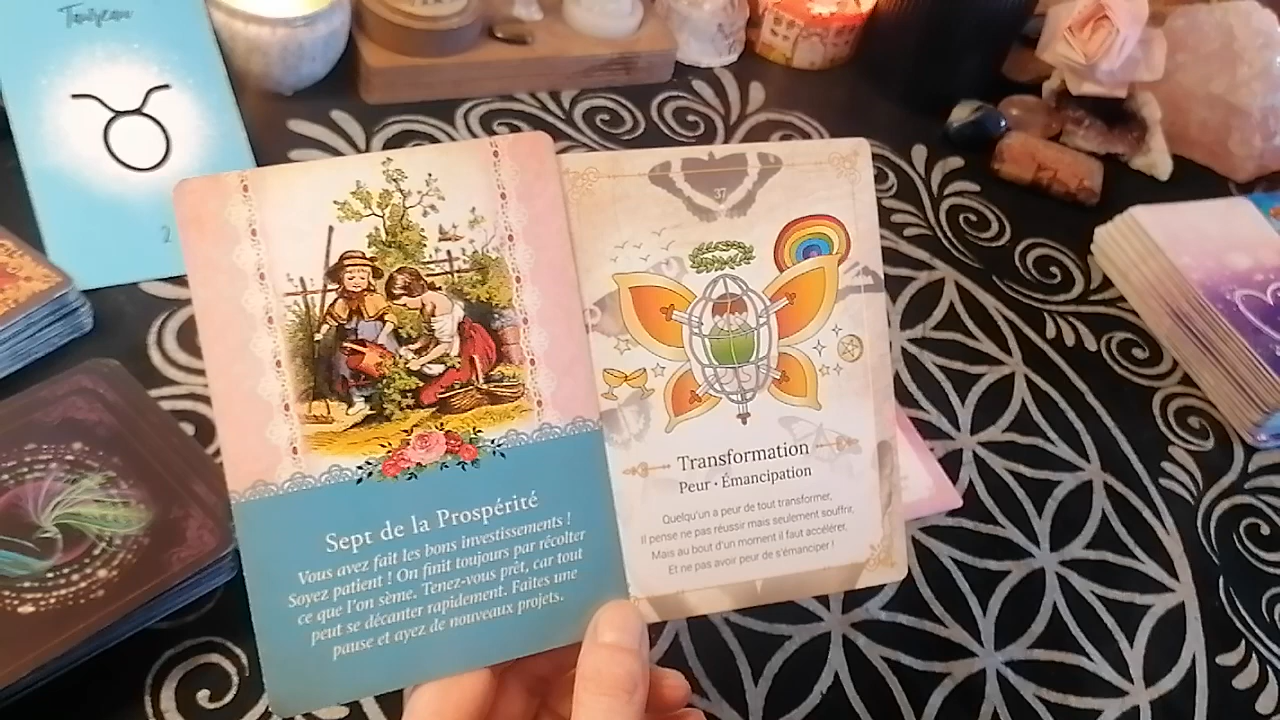 Taureau
2
Sept de la Prospérité
Vous avez fait les bons investissements !
Soyez patient ! On finit toujours par récolter
ce que l'on sème. Tenez-vous prêt, car tout
peut se décanter rapidement. Faites une
pause et ayez de nouveaux projets.
37
Transformation
Peur • Émancipation
Quelqu'un a peur de tout transformer,
Il pense ne pas réussir mais seulement souffrir,
Mais au bout d'un moment il faut accélérer,
Et ne pas avoir peur de s'émanciper !